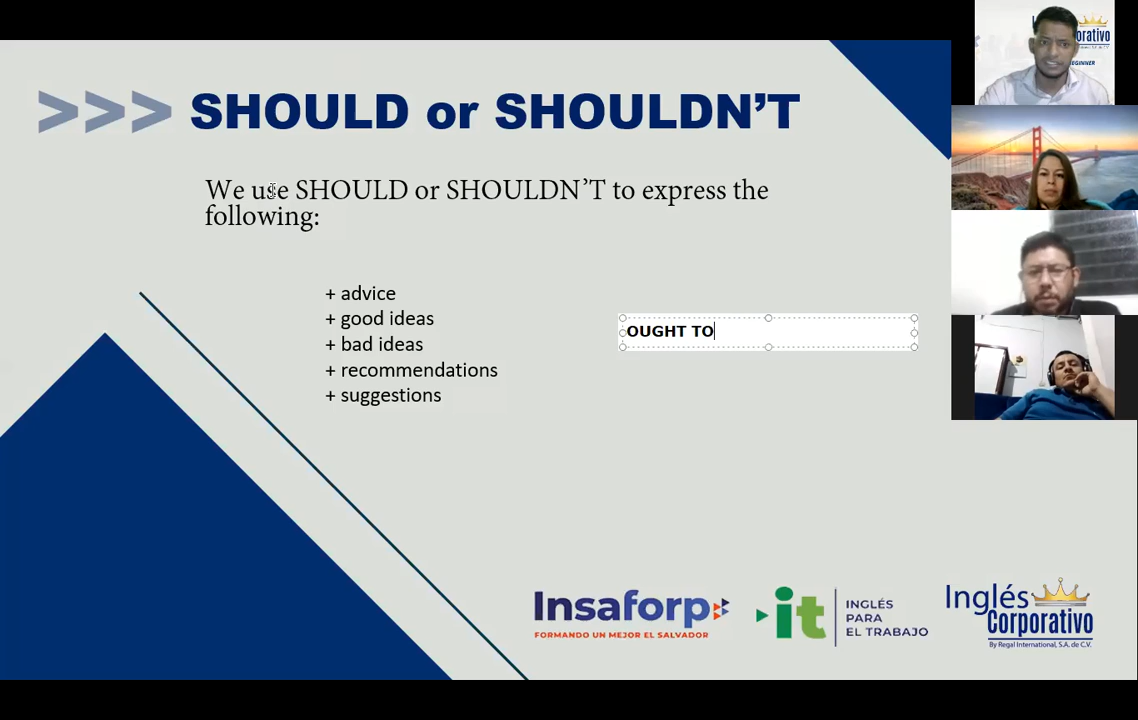 >>> SHOULD or SHOULDN'T
We use SHOULD or SHOULDN'T to express the
following:
+ advice
+ good ideas
+ bad ideas
+ recommendations
+ suggestions
OUGHT TO
Insaforp
FORMANDO UN MEJOR EL SALVADOR
it
INGLÉS
PARA
EL TRABAJO
Inglés
Corporativo
By Regal International, S.A. de C.V.
orativo
EGINNER